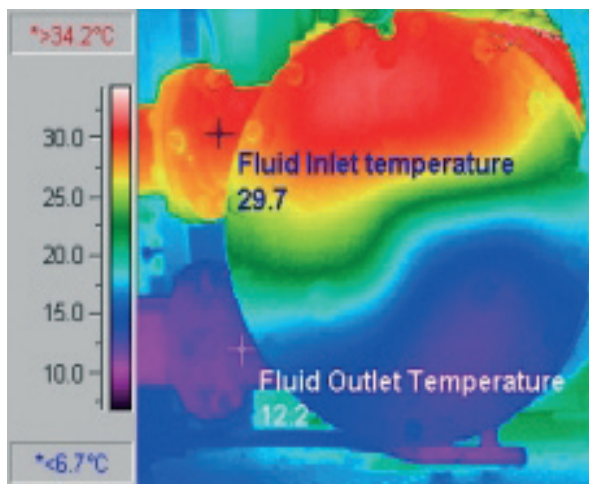 *>34.2°C
30.0
25.0
20.0
15.0
10.0
*<6.7°C
Fluid Inlet temperature
29.7
Fluid Outlet Temperature
12.2